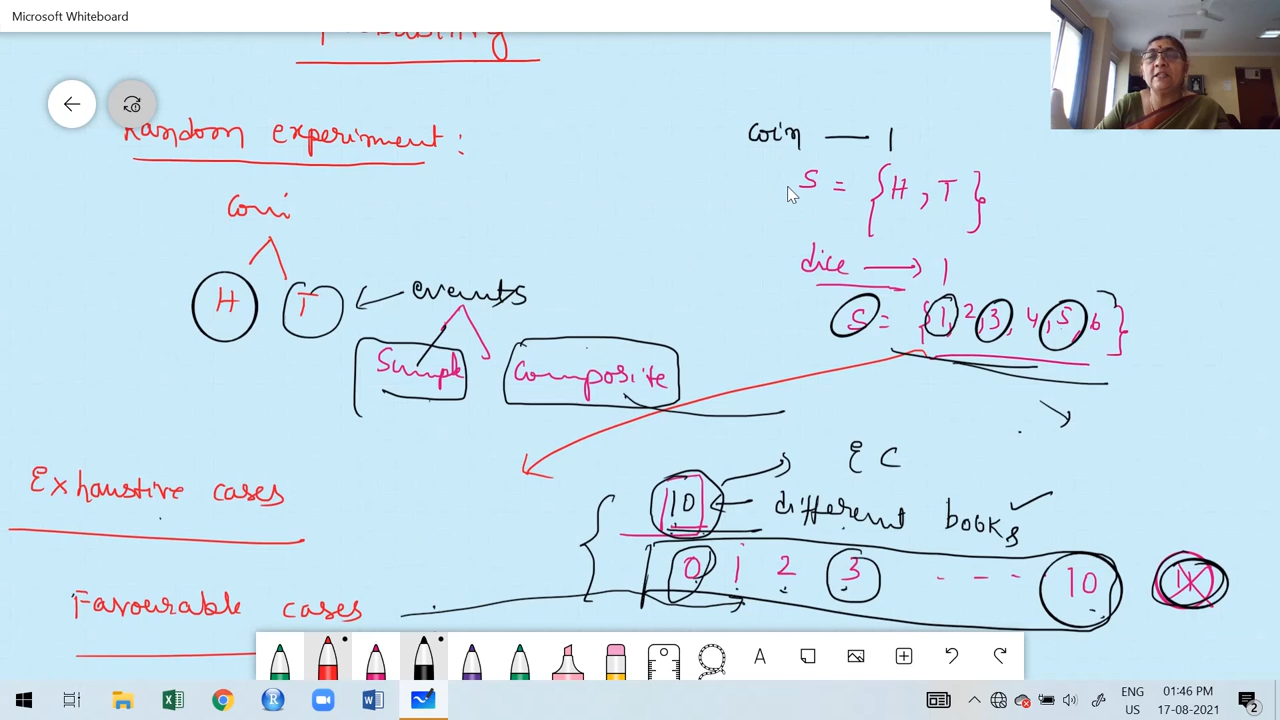 Microsoft Whiteboard
Random experiment :
Coin
H T
events
Simple Composite
coin — 1
S = {H, T}
dice → 1
S = {1, 2, 3, 4, 5, 6}
Exhaustive cases
E C
10 different books ✓
0 1 2 3 - - - 10 11
Favourable cases
ENG
US
01:46 PM
17-08-2021
2